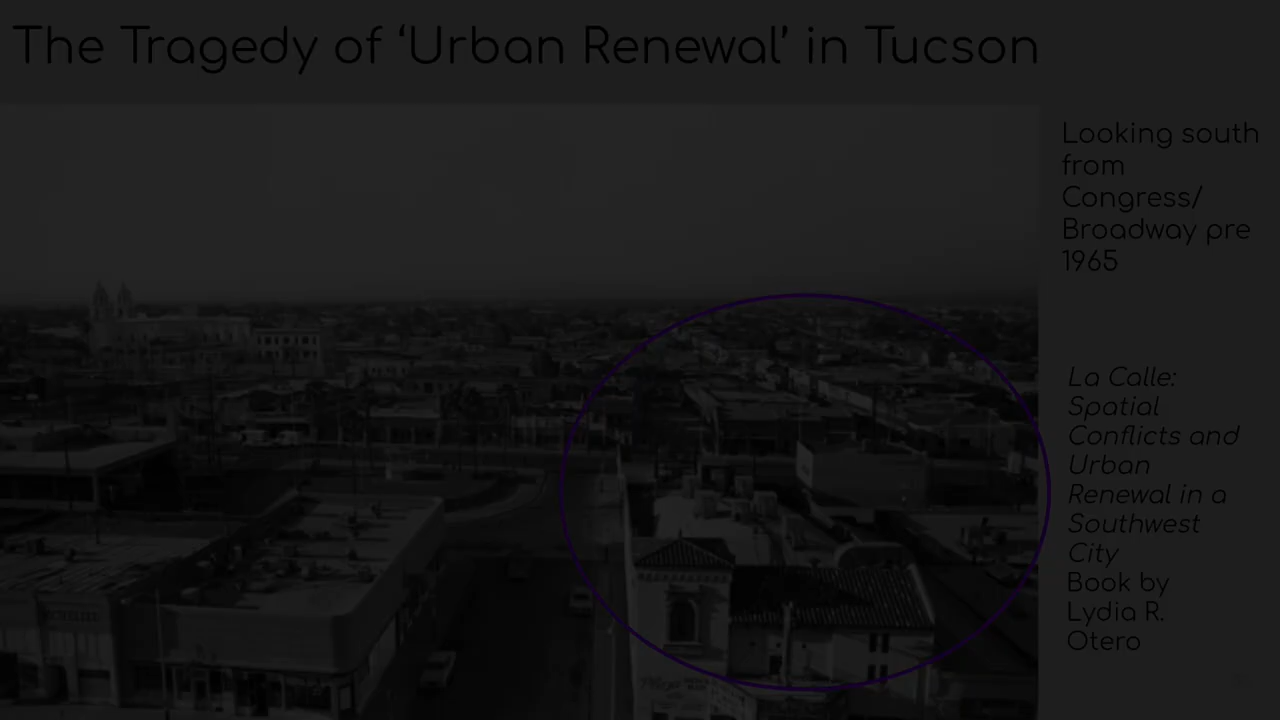 The Tragedy of ‘Urban Renewal’ in Tucson
Looking south
from
Congress/
Broadway pre
1965
La Calle:
Spatial
Conflicts and
Urban
Renewal in a
Southwest
City
Book by
Lydia R.
Otero